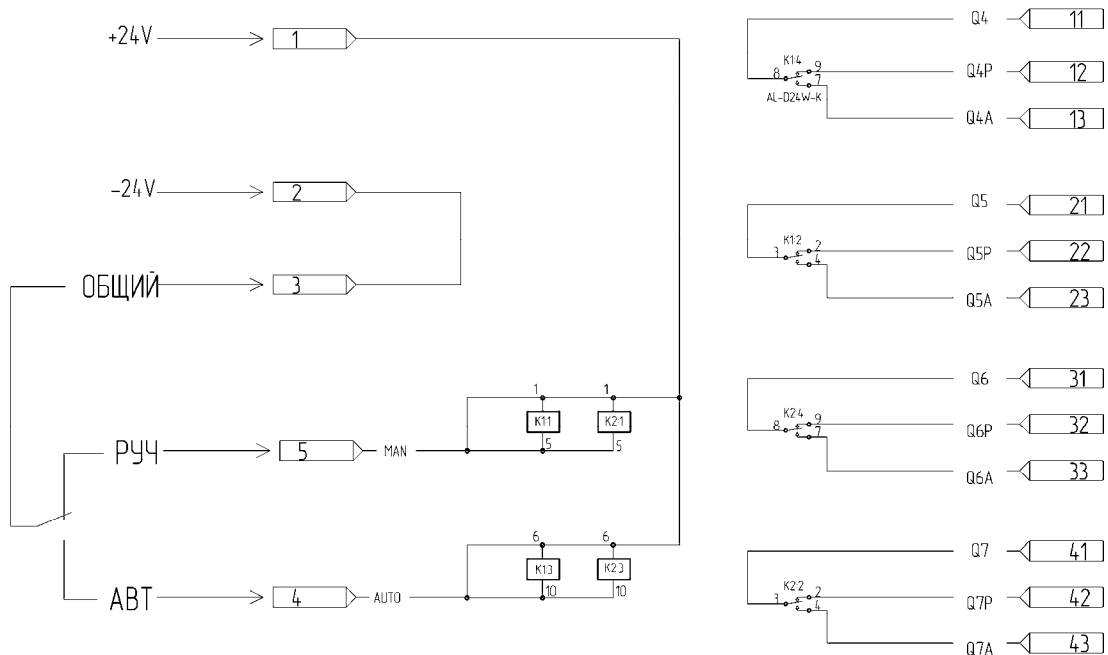 +24V 1
-24V 2
ОБЩИЙ 3
РУЧ 5 MAN
АВТ 4 AUTO
1 1
K1:1 K2:1
5 5
6 6
K1:3 K2:3
10 10
Q4 11
K1:4
8 9 7
AL-D24W-K
Q4P 12
Q4A 13
Q5 21
K1:2
3 2 4
Q5P 22
Q5A 23
Q6 31
K2:4
8 9 7
Q6P 32
Q6A 33
Q7 41
K2:2
3 2 4
Q7P 42
Q7A 43